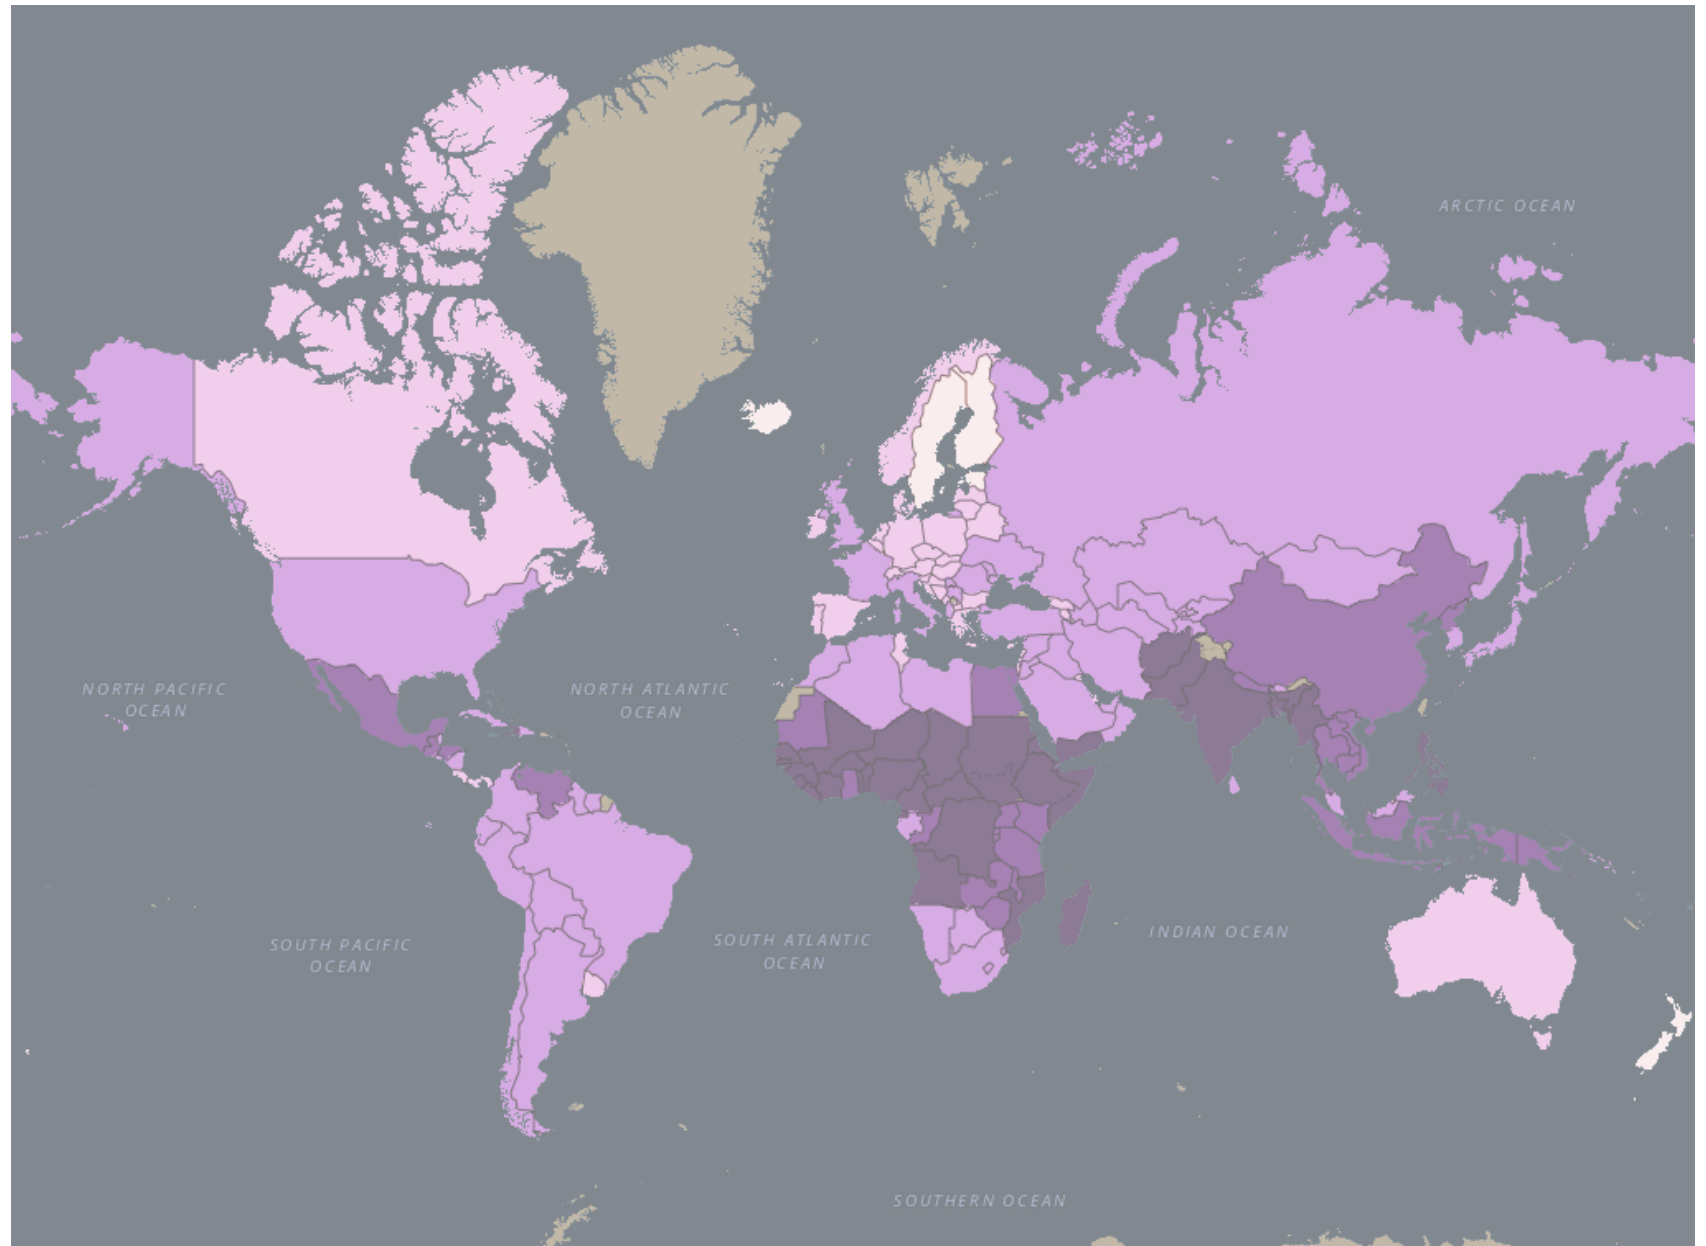 ARCTIC OCEAN
NORTH PACIFIC
OCEAN
NORTH ATLANTIC
OCEAN
SOUTH PACIFIC
OCEAN
SOUTH ATLANTIC
OCEAN
INDIAN OCEAN
SOUTHERN OCEAN